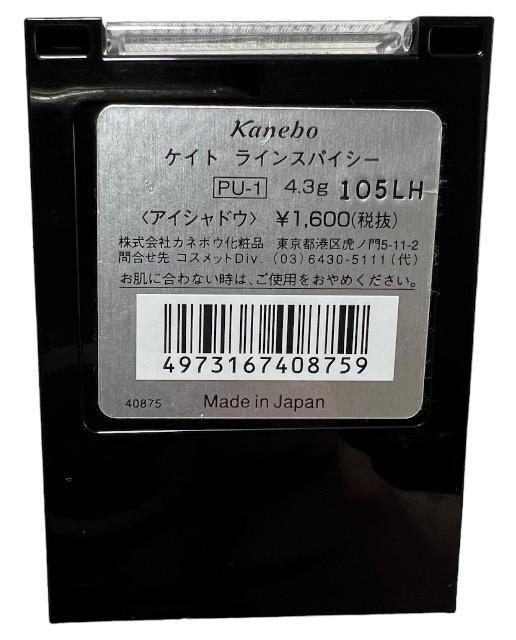 Kanebo
ケイト ラインスパイシー
PU-1 4.3g 105LH
〈アイシャドウ〉 ¥1,600(税抜)
株式会社カネボウ化粧品 東京都港区虎ノ門5-11-2
問合せ先 コスメットDiv. (03)6430-5111(代)
お肌に合わない時は、ご使用をおやめください。
4973167408759
40875 Made in Japan